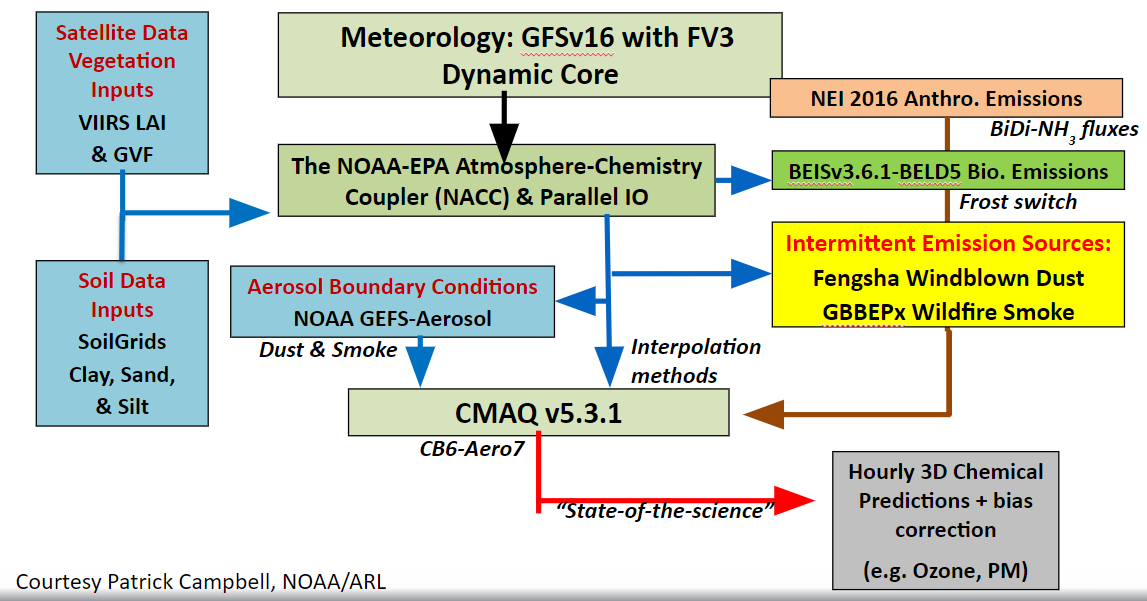 Satellite Data
Vegetation
Inputs
VIIRS LAI
& GVF
Meteorology: GFSv16 with FV3
Dynamic Core
NEI 2016 Anthro. Emissions
BiDi-NH3 fluxes
The NOAA-EPA Atmosphere-Chemistry
Coupler (NACC) & Parallel IO
BEISv3.6.1-BELD5 Bio. Emissions
Frost switch
Intermittent Emission Sources:
Fengsha Windblown Dust
GBBEPx Wildfire Smoke
Soil Data
Inputs
SoilGrids
Clay, Sand,
& Silt
Aerosol Boundary Conditions
NOAA GEFS-Aerosol
Dust & Smoke
Interpolation
methods
CMAQ v5.3.1
CB6-Aero7
"State-of-the-science"
Hourly 3D Chemical
Predictions + bias
correction
(e.g. Ozone, PM)
Courtesy Patrick Campbell, NOAA/ARL